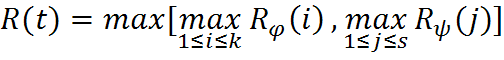 R(t) = max[max_{1≤i≤k} R_φ(i) , max_{1≤j≤s} R_ψ(j)]